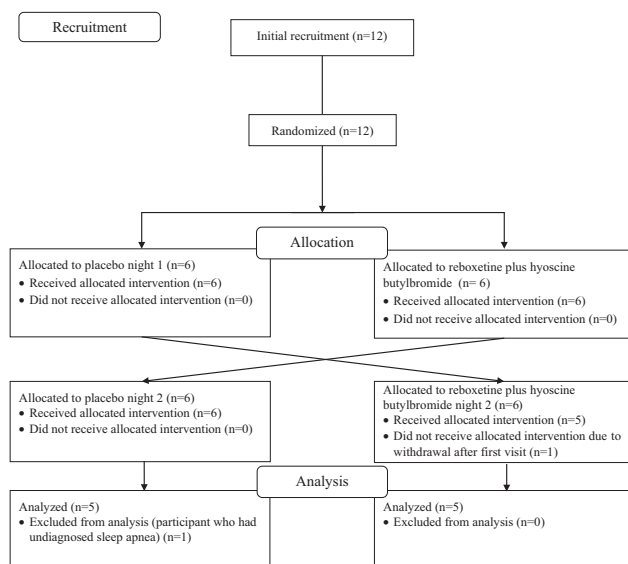 Recruitment
Initial recruitment (n=12)
Randomized (n=12)
Allocation
Allocated to placebo night 1 (n=6)
• Received allocated intervention (n=6)
• Did not receive allocated intervention (n=0)
Allocated to reboxetine plus hyoscine
butylbromide (n= 6)
• Received allocated intervention (n=6)
• Did not receive allocated intervention (n=0)
Allocated to placebo night 2 (n=6)
• Received allocated intervention (n=6)
• Did not receive allocated intervention (n=0)
Allocated to reboxetine plus hyoscine
butylbromide night 2 (n=6)
• Received allocated intervention (n=5)
• Did not receive allocated intervention due to
withdrawal after first visit (n=1)
Analysis
Analyzed (n=5)
• Excluded from analysis (participant who had
undiagnosed sleep apnea) (n=1)
Analyzed (n=5)
• Excluded from analysis (n=0)